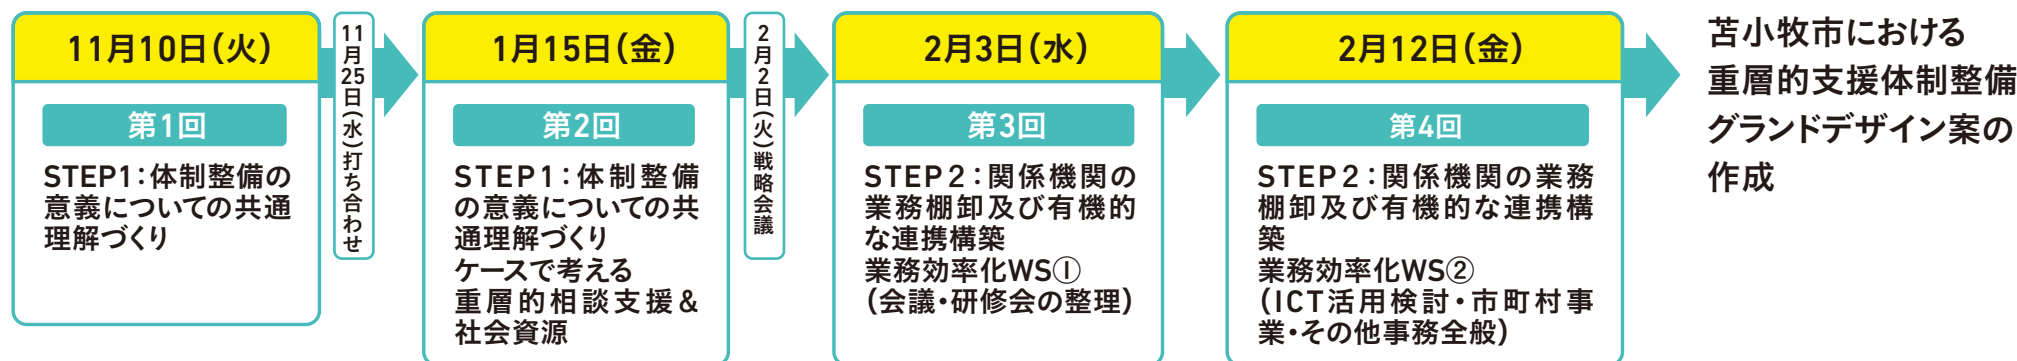 11月10日(火)
第1回
STEP1:体制整備の
意義についての共通
理解づくり
11月25日(水)打ち合わせ
1月15日(金)
第2回
STEP1:体制整備
の意義についての共
通理解づくり
ケースで考える
重層的相談支援&
社会資源
2月2日(火)戦略会議
2月3日(水)
第3回
STEP2:関係機関の
業務棚卸及び有機的
な連携構築
業務効率化WS①
(会議・研修会の整理)
2月12日(金)
第4回
STEP2:関係機関の業務
棚卸及び有機的な連携構
築
業務効率化WS②
(ICT活用検討・市町村事
業・その他事務全般)
苫小牧市における
重層的支援体制整備
グランドデザイン案の
作成